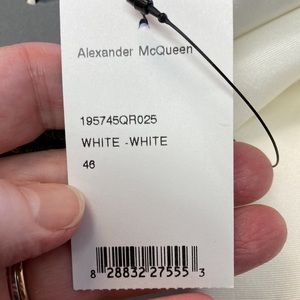 Alexander McQueen
195745QR025
WHITE -WHITE
46
8 28832 27555 3